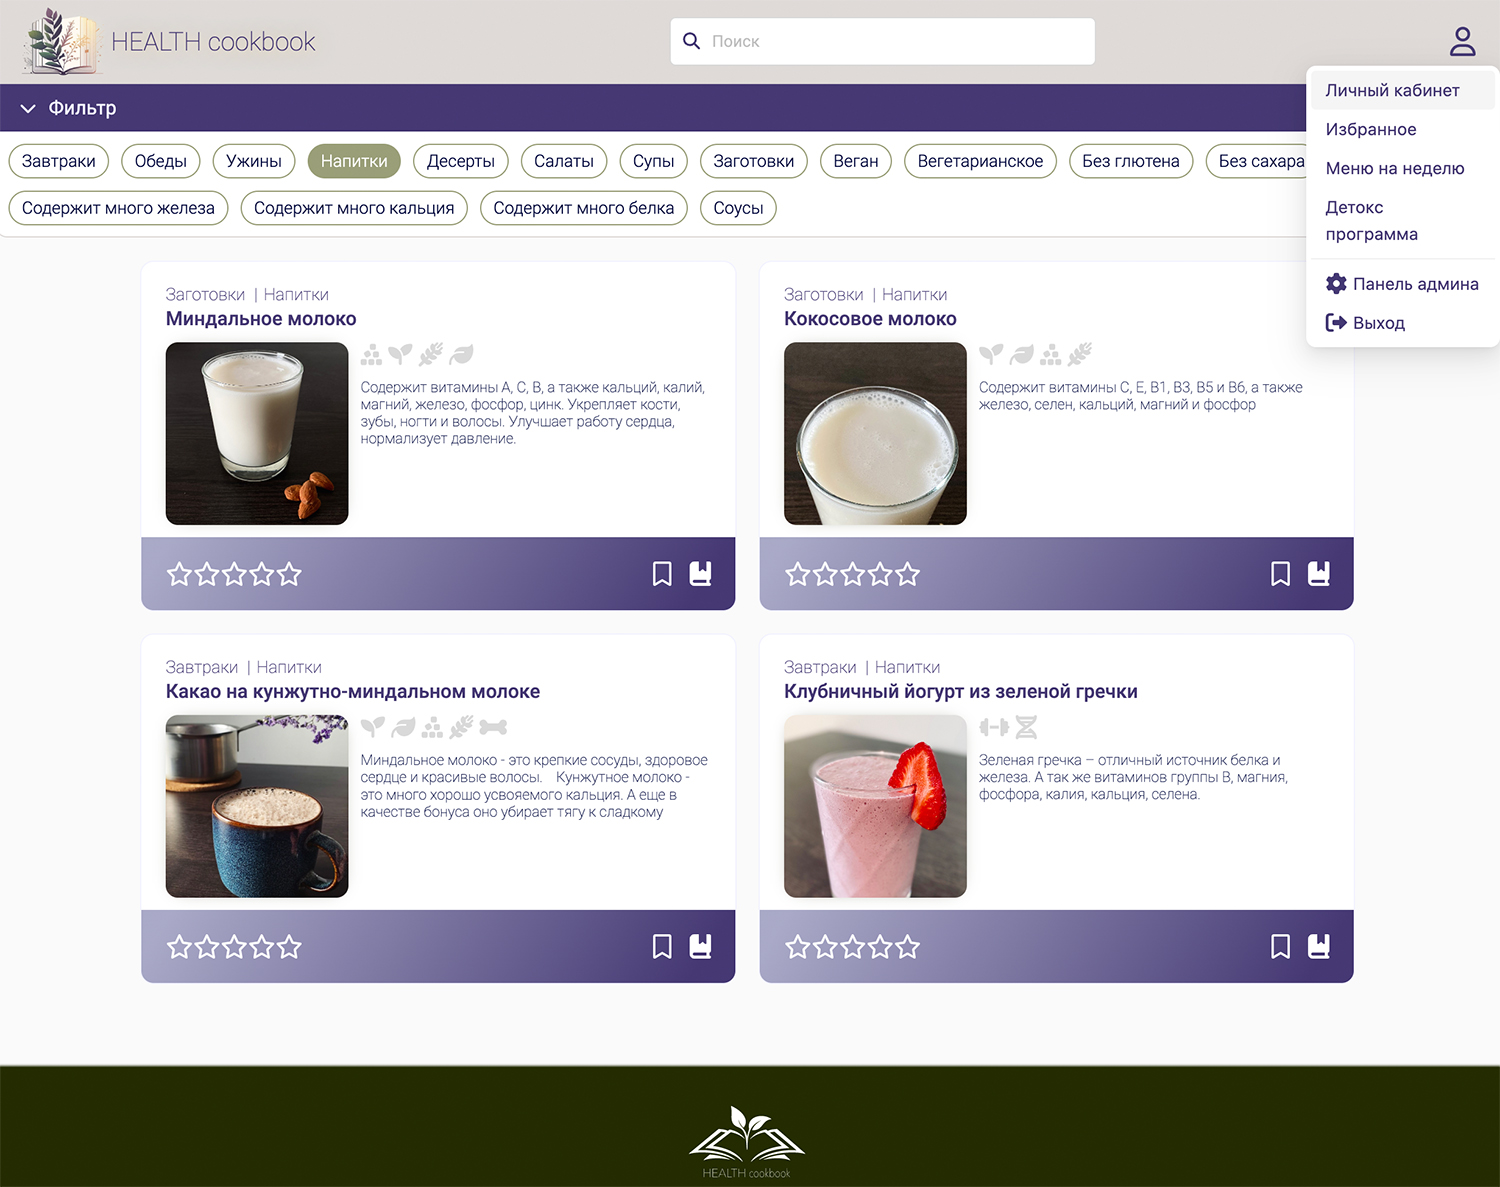 HEALTH cookbook
Поиск
Фильтр
Личный кабинет
Избранное
Меню на неделю
Детокс
программа
Панель админа
Выход
Завтраки
Обеды
Ужины
Напитки
Десерты
Салаты
Супы
Заготовки
Веган
Вегетарианское
Без глютена
Без сахара
Содержит много железа
Содержит много кальция
Содержит много белка
Соусы
Заготовки | Напитки
Миндальное молоко
Содержит витамины А, С, В, а также кальций, калий,
магний, железо, фосфор, цинк. Укрепляет кости,
зубы, ногти и волосы. Улучшает работу сердца,
нормализует давление.
Заготовки | Напитки
Кокосовое молоко
Содержит витамины С, Е, В1, В3, В5 и В6, а также
железо, селен, кальций, магний и фосфор
Завтраки | Напитки
Какао на кунжутно-миндальном молоке
Миндальное молоко - это крепкие сосуды, здоровое
сердце и красивые волосы. Кунжутное молоко -
это много хорошо усвояемого кальция. А еще в
качестве бонуса оно убирает тягу к сладкому
Завтраки | Напитки
Клубничный йогурт из зеленой гречки
Зеленая гречка – отличный источник белка и
железа. А так же витаминов группы В, магния,
фосфора, калия, кальция, селена.
HEALTH cookbook